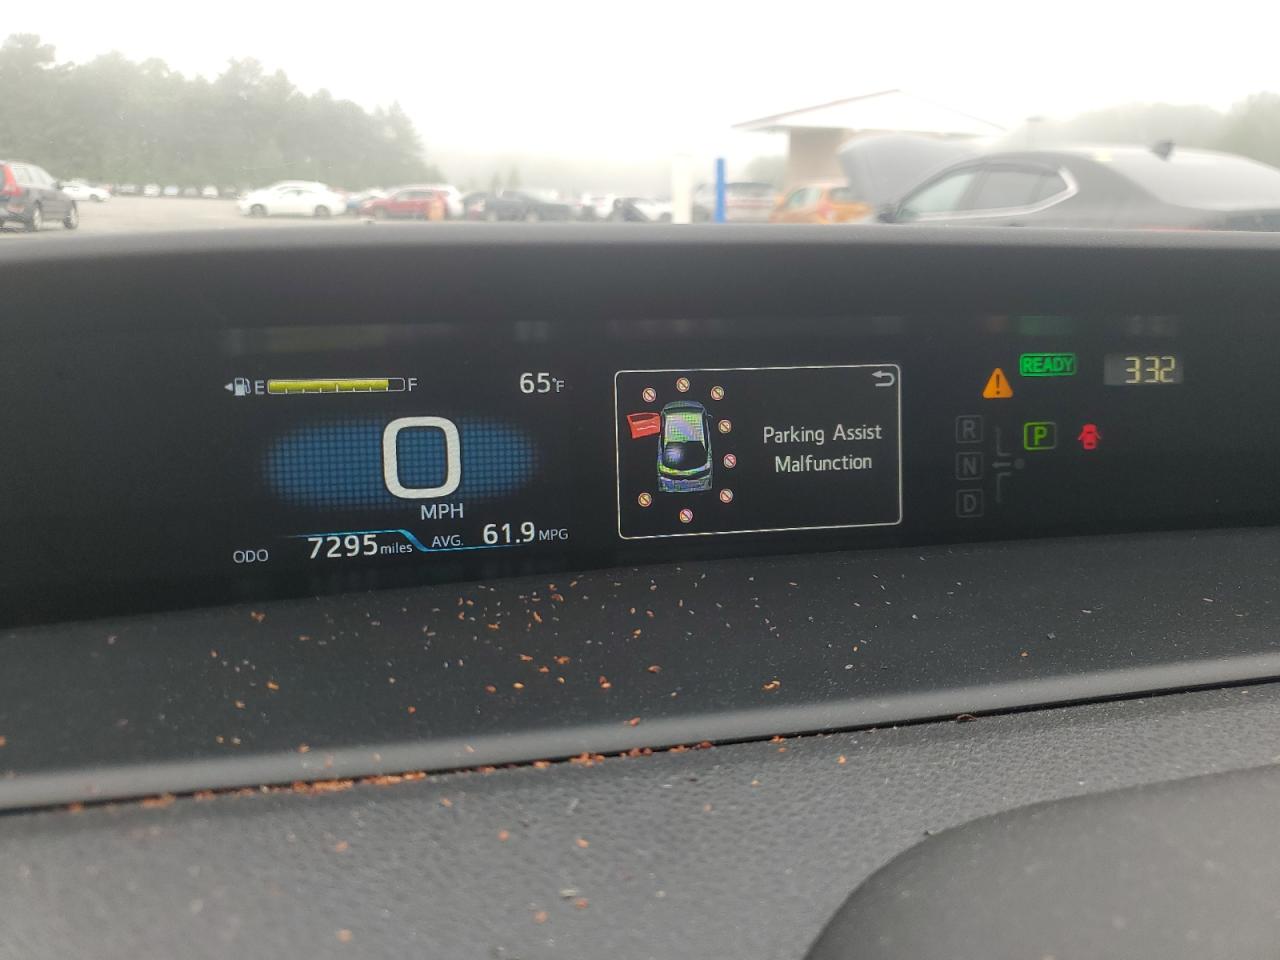 E F
65°F
0
MPH
ODO 7295 miles AVG. 61.9 MPG
Parking Assist
Malfunction
READY
332
R
P
N
D